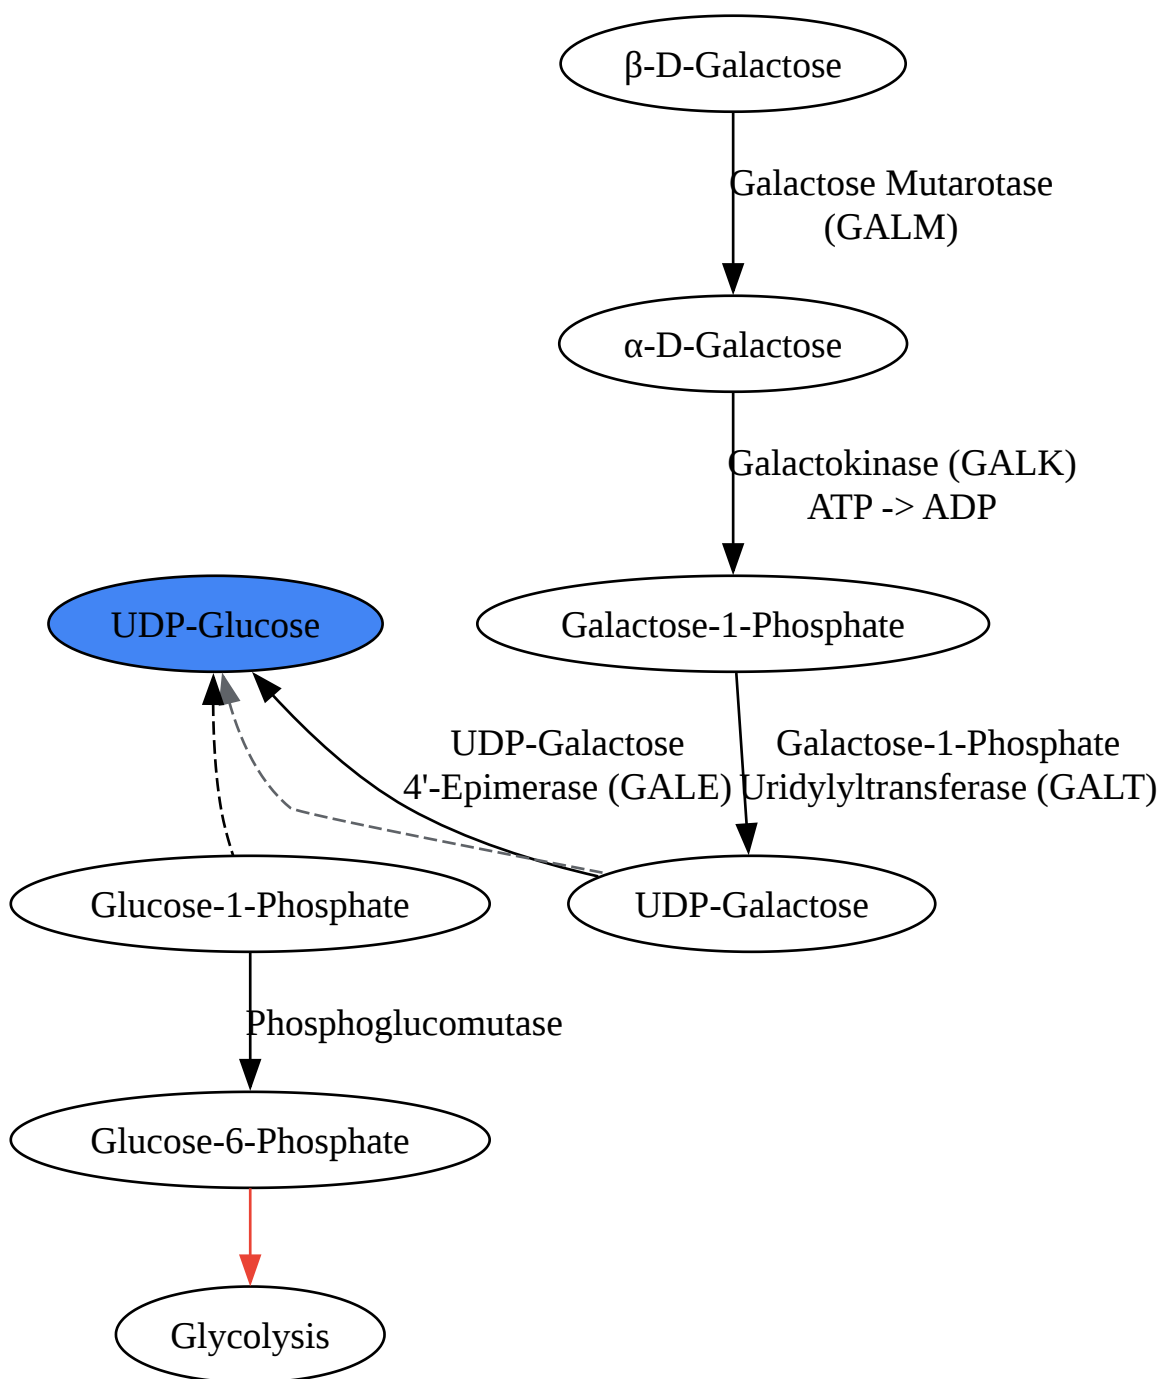 β-D-Galactose
Galactose Mutarotase
(GALM)
α-D-Galactose
Galactokinase (GALK)
ATP -> ADP
UDP-Glucose
Galactose-1-Phosphate
UDP-Galactose
4'-Epimerase (GALE)
Galactose-1-Phosphate
Uridylyltransferase (GALT)
Glucose-1-Phosphate
UDP-Galactose
Phosphoglucomutase
Glucose-6-Phosphate
Glycolysis